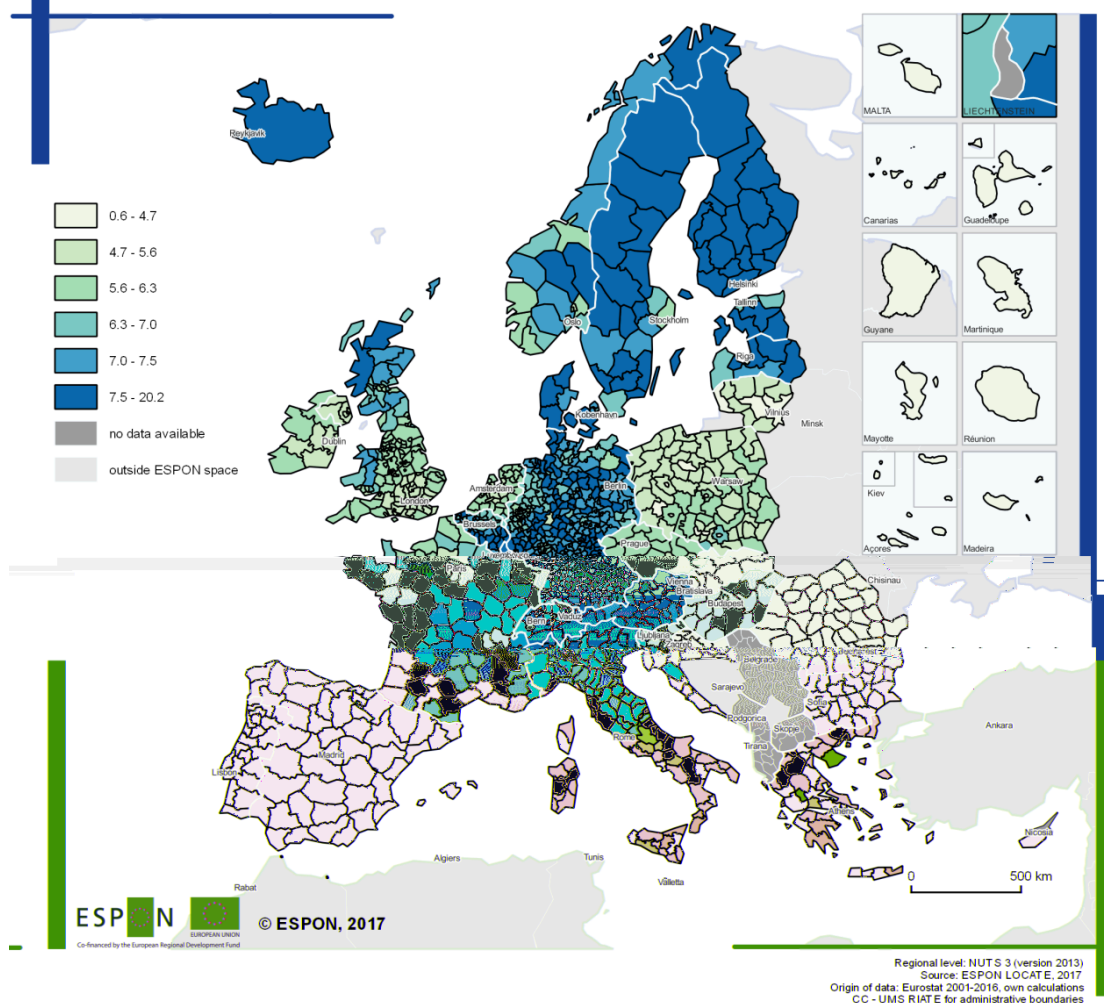 MALTA
LIECHTENSTEIN
Reykjavik
Canarias
Guadeloupe
0.6 - 4.7
4.7 - 5.6
5.6 - 6.3
6.3 - 7.0
7.0 - 7.5
7.5 - 20.2
no data available
outside ESPON space
Helsinki
Tallinn
Oslo
Stockholm
Guyane
Martinique
Riga
Kobenhavn
Vilnius
Minsk
Dublin
Mayotte
Réunion
Amsterdam
Berlin
Warsaw
London
Kiev
Brussels
Prague
Açores
Madeira
Paris
Vienna
Bratislava
Chisinau
Budapest
Bern
Vaduz
Ljubljana
Zagreb
Belgrade
Sarajevo
Sofia
Podgorica
Skopje
Ankara
Rome
Tirana
Madrid
Lisbon
Athens
Nicosia
Algiers
Tunis
Valletta
Rabat
0 500 km
ESPON
EUROPEAN UNION
© ESPON, 2017
Co-financed by the European Regional Development Fund
Regional level: NUTS 3 (version 2013)
Source: ESPON LOCATE, 2017
Origin of data: Eurostat 2001-2016, own calculations
CC - UMS RIATE for administrative boundaries